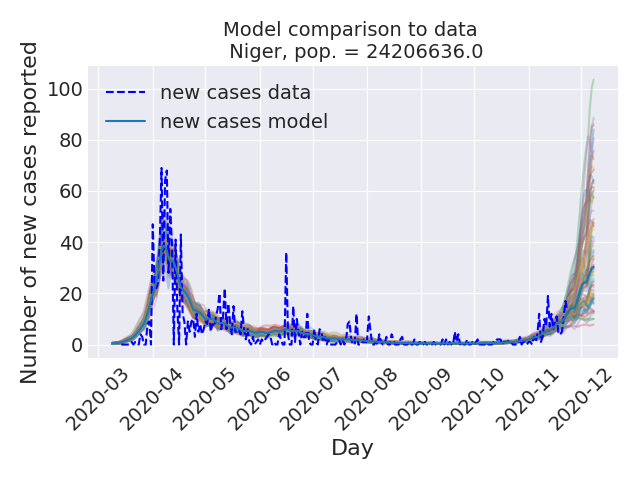 Model comparison to data
Niger, pop. = 24206636.0
Number of new cases reported
100
80
60
40
20
0
new cases data
new cases model
2020-03
2020-04
2020-05
2020-06
2020-07
2020-08
2020-09
2020-10
2020-11
2020-12
Day